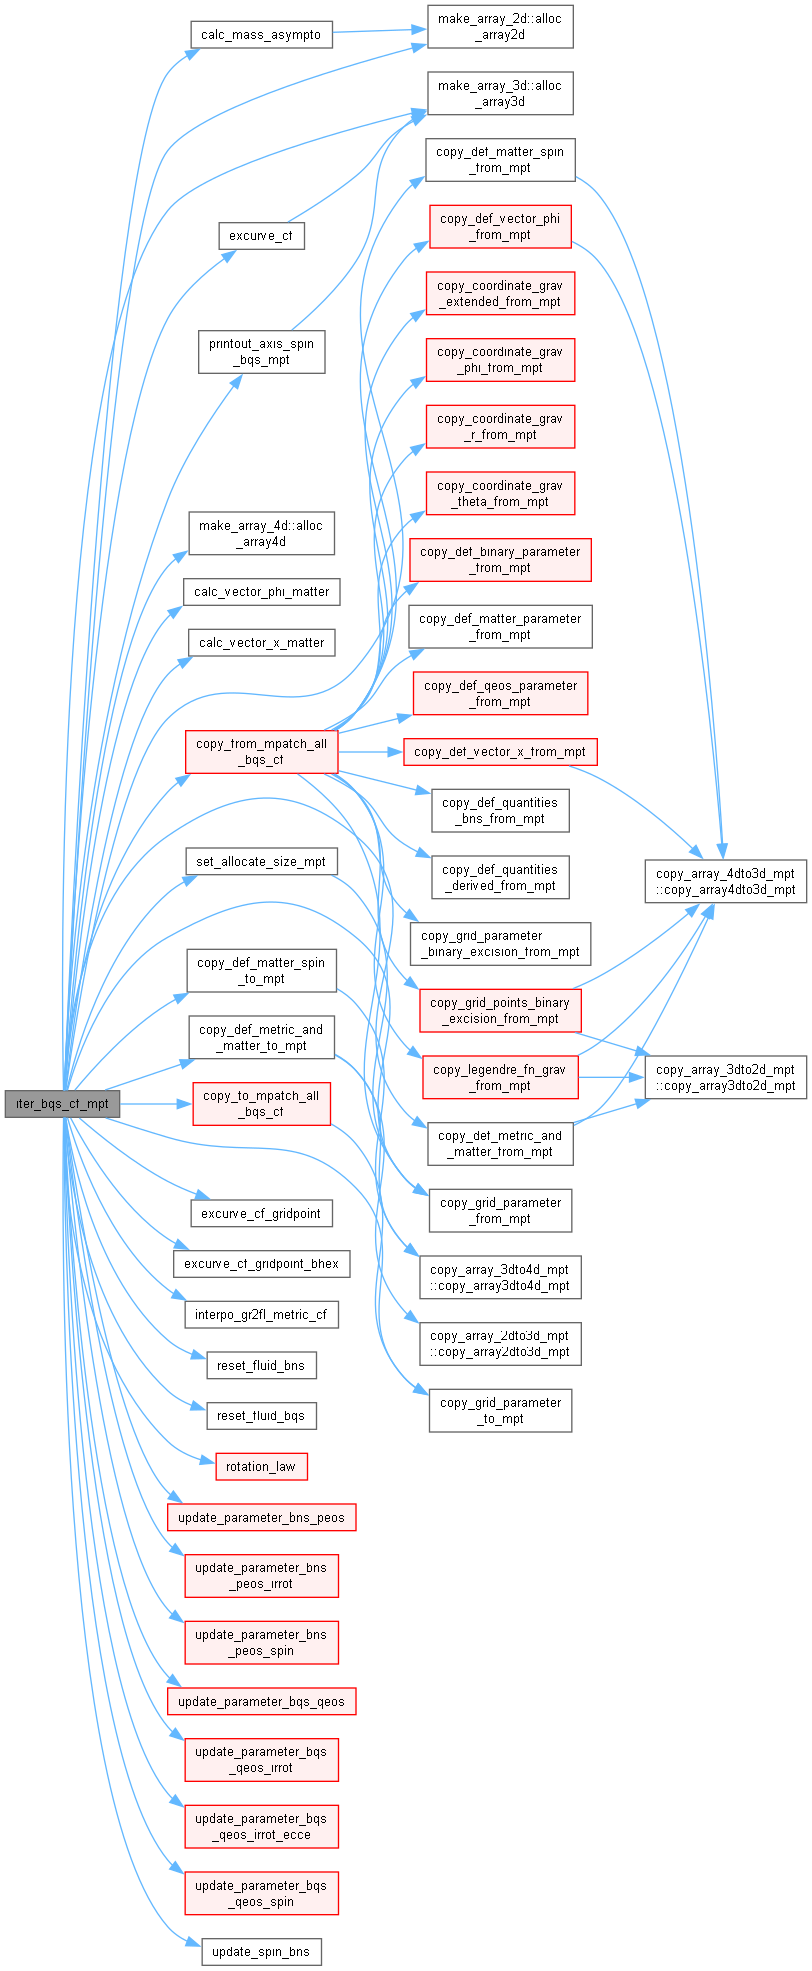 iter_bqs_cf_mpt
calc_mass_asympto
excurve_cf
printout_axis_spin
_bqs_mpt
make_array_4d::alloc
_array4d
calc_vector_phi_matter
calc_vector_x_matter
copy_from_mpatch_all
_bqs_cf
set_allocate_size_mpt
copy_def_matter_spin
_to_mpt
copy_def_metric_and
_matter_to_mpt
copy_to_mpatch_all
_bqs_cf
excurve_cf_gridpoint
excurve_cf_gridpoint_bhex
interpo_gr2fl_metric_cf
reset_fluid_bns
reset_fluid_bqs
rotation_law
update_parameter_bns_peos
update_parameter_bns
_peos_irrot
update_parameter_bns
_peos_spin
update_parameter_bqs_qeos
update_parameter_bqs
_qeos_irrot
update_parameter_bqs
_qeos_irrot_ecce
update_parameter_bqs
_qeos_spin
update_spin_bns
make_array_2d::alloc
_array2d
make_array_3d::alloc
_array3d
copy_def_matter_spin
_from_mpt
copy_def_vector_phi
_from_mpt
copy_coordinate_grav
_extended_from_mpt
copy_coordinate_grav
_phi_from_mpt
copy_coordinate_grav
_r_from_mpt
copy_coordinate_grav
_theta_from_mpt
copy_def_binary_parameter
_from_mpt
copy_def_matter_parameter
_from_mpt
copy_def_qeos_parameter
_from_mpt
copy_def_vector_x_from_mpt
copy_def_quantities
_bns_from_mpt
copy_def_quantities
_derived_from_mpt
copy_grid_parameter
_binary_excision_from_mpt
copy_grid_points_binary
_excision_from_mpt
copy_legendre_fn_grav
_from_mpt
copy_def_metric_and
_matter_from_mpt
copy_grid_parameter
_from_mpt
copy_array_3dto4d_mpt
::copy_array3dto4d_mpt
copy_array_2dto3d_mpt
::copy_array2dto3d_mpt
copy_grid_parameter
_to_mpt
copy_array_4dto3d_mpt
::copy_array4dto3d_mpt
copy_array_3dto2d_mpt
::copy_array3dto2d_mpt